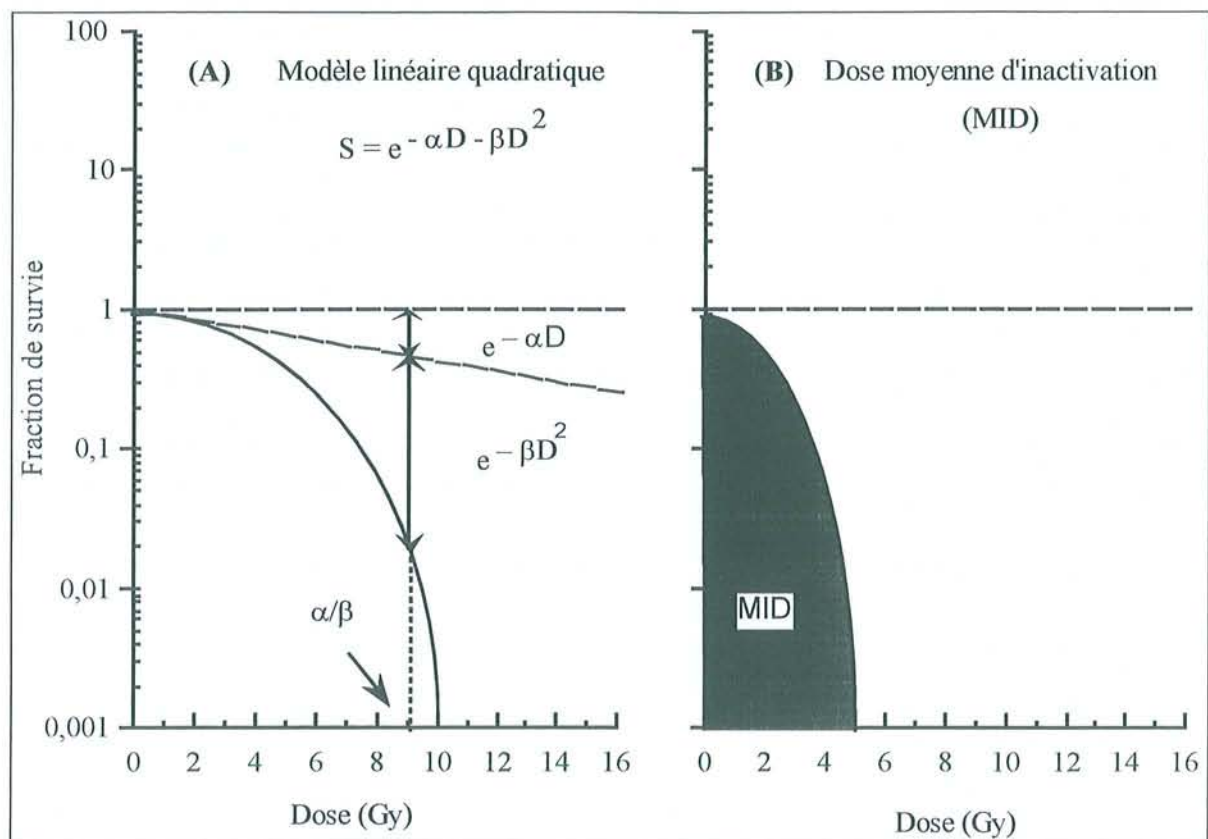 (A) Modèle linéaire quadratique
S = e - αD - βD 2
Fraction de survie
100
10
1
0,1
0,01
0,001
e - αD
e - βD 2
α/β
0 2 4 6 8 10 12 14 16
Dose (Gy)
(B) Dose moyenne d'inactivation
(MID)
MID
0 2 4 6 8 10 12 14 16
Dose (Gy)